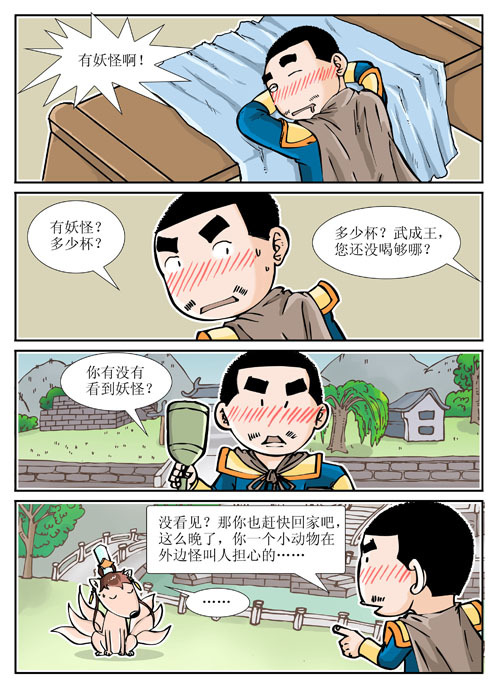 有妖怪啊！
有妖怪？
多少杯？
多少杯？武成王，
您还没喝够哪？
你有没有
看到妖怪？
没看见？那你也赶快回家吧，
这么晚了，你一个小动物在
外边怪叫人担心的……
……